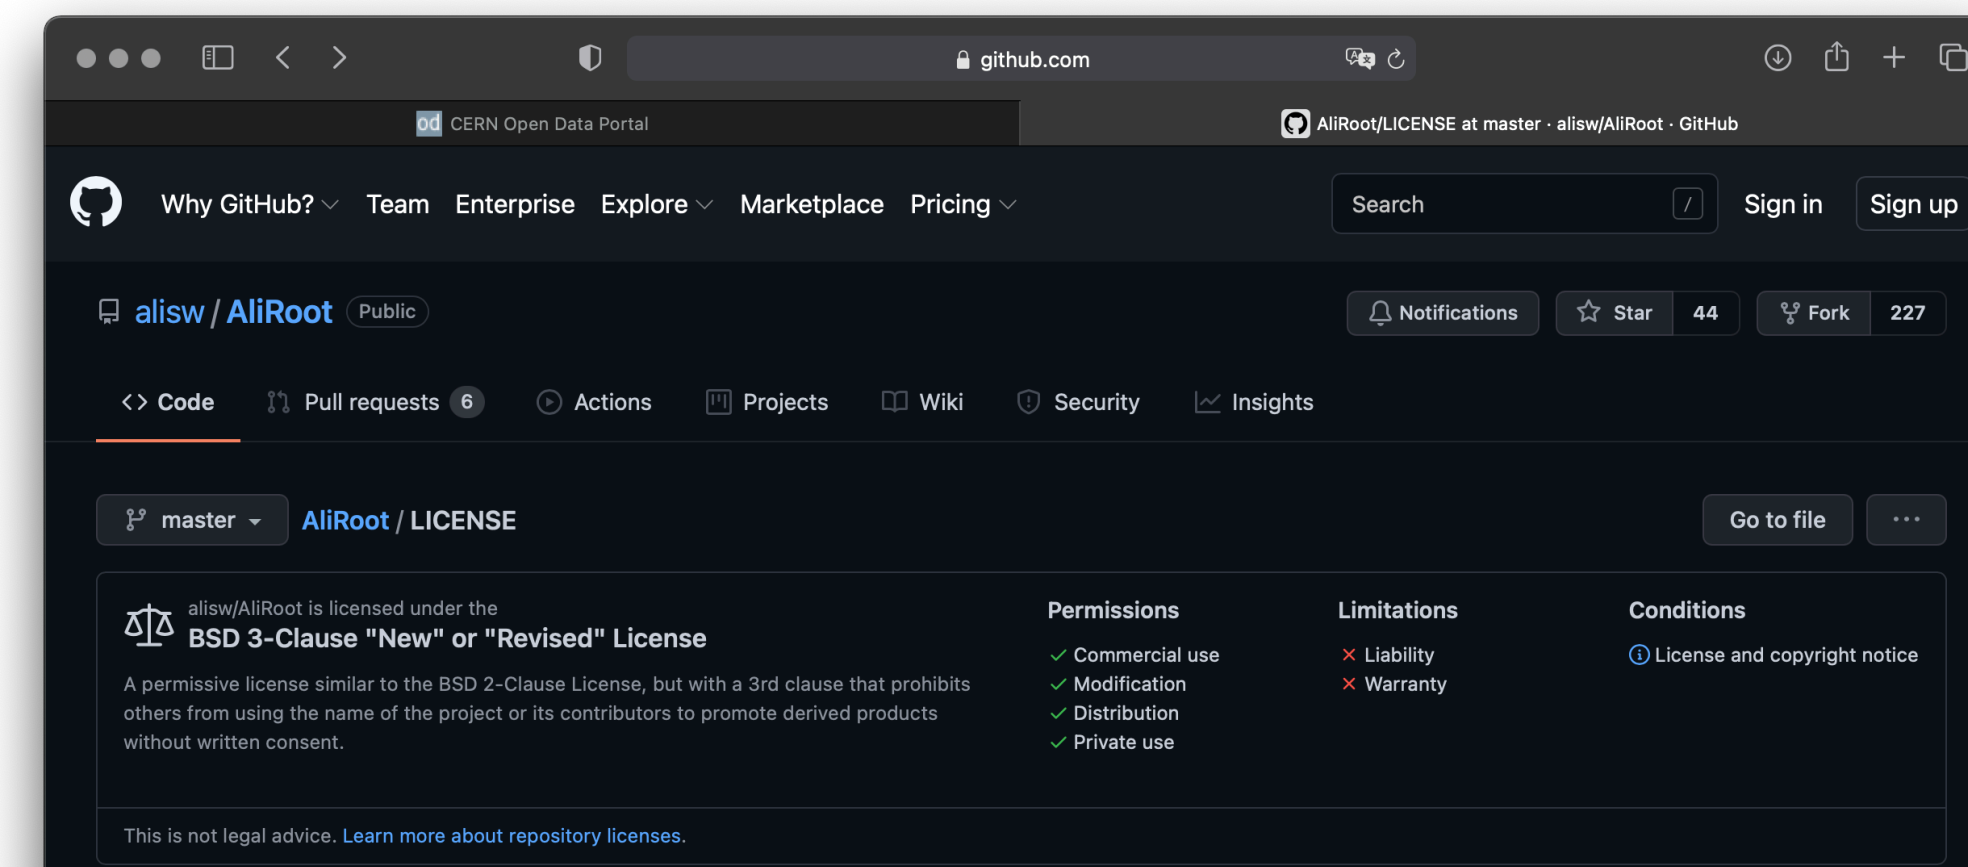 github.com
od CERN Open Data Portal
AliRoot/LICENSE at master · alisw/AliRoot · GitHub
Why GitHub? Team Enterprise Explore Marketplace Pricing
Search /
Sign in
Sign up
alisw / AliRoot Public
Notifications
Star 44
Fork 227
Code
Pull requests 6
Actions
Projects
Wiki
Security
Insights
master
AliRoot / LICENSE
Go to file
alisw/AliRoot is licensed under the
BSD 3-Clause "New" or "Revised" License
A permissive license similar to the BSD 2-Clause License, but with a 3rd clause that prohibits
others from using the name of the project or its contributors to promote derived products
without written consent.
Permissions
Commercial use
Modification
Distribution
Private use
Limitations
Liability
Warranty
Conditions
License and copyright notice
This is not legal advice. Learn more about repository licenses.